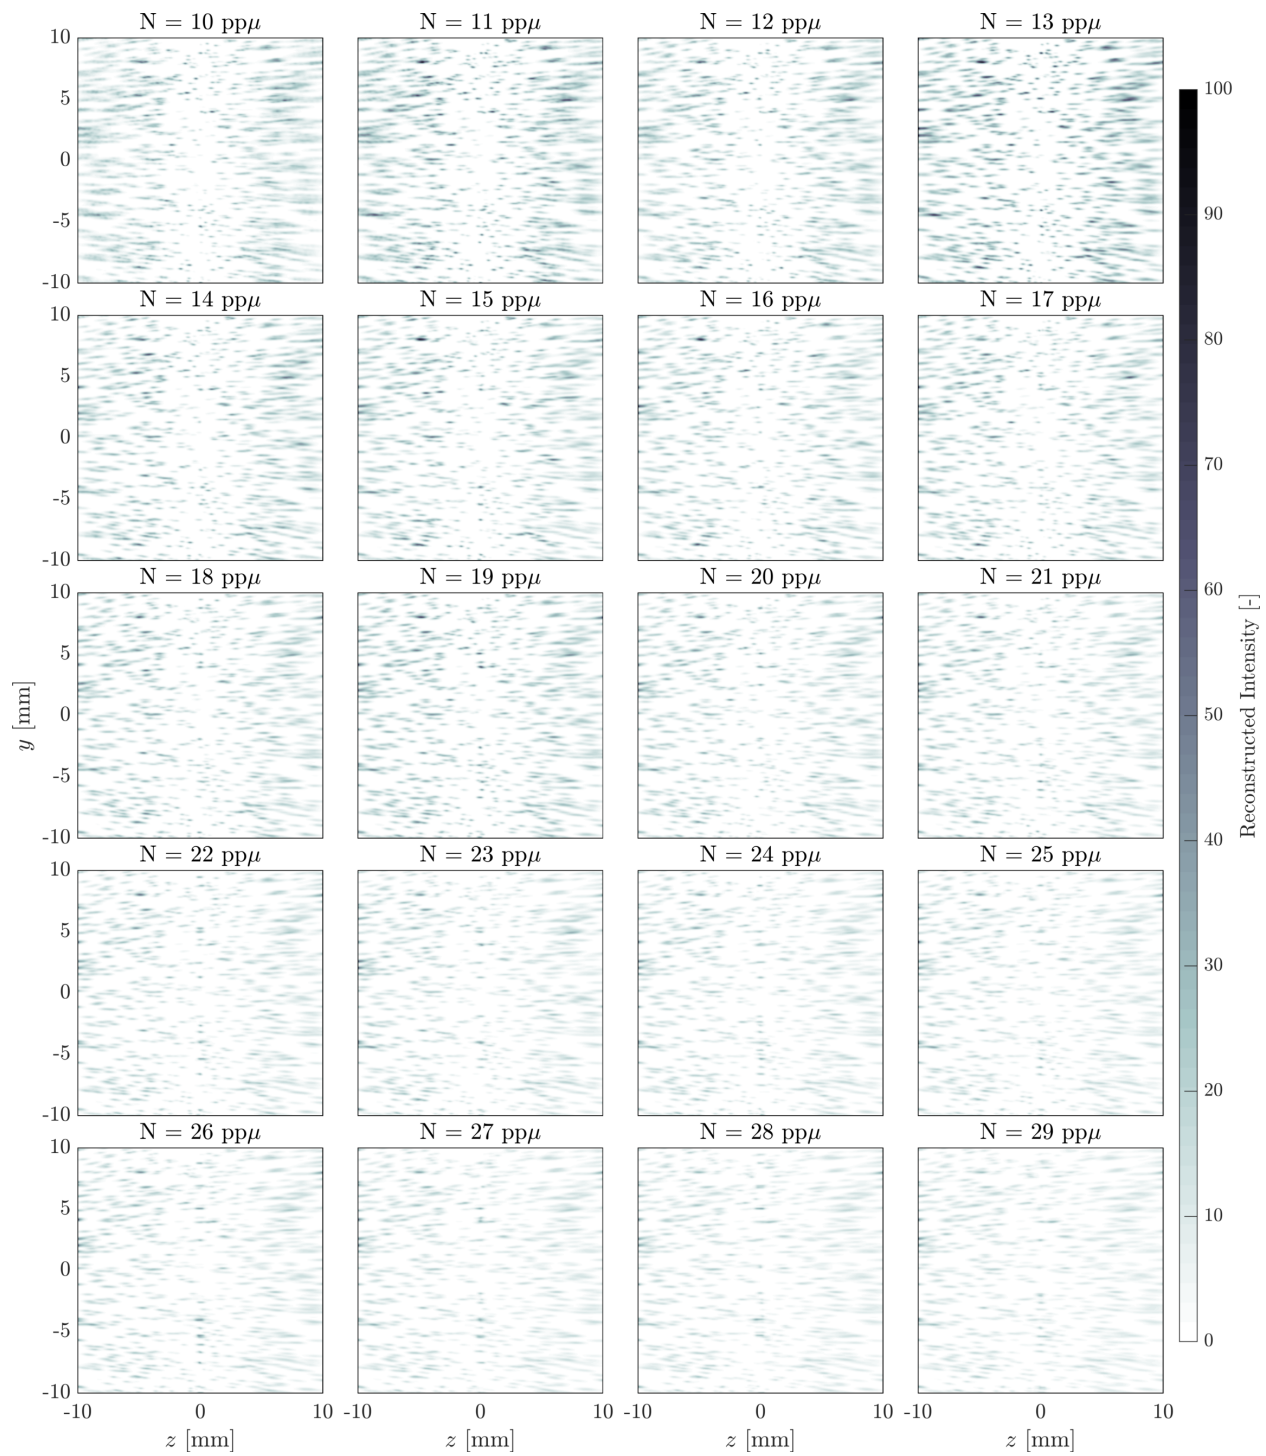 N = 10 ppμ
N = 11 ppμ
N = 12 ppμ
N = 13 ppμ
10
5
0
-5
-10
N = 14 ppμ
N = 15 ppμ
N = 16 ppμ
N = 17 ppμ
10
5
0
-5
-10
N = 18 ppμ
N = 19 ppμ
N = 20 ppμ
N = 21 ppμ
10
5
0
-5
-10
y [mm]
N = 22 ppμ
N = 23 ppμ
N = 24 ppμ
N = 25 ppμ
10
5
0
-5
-10
N = 26 ppμ
N = 27 ppμ
N = 28 ppμ
N = 29 ppμ
10
5
0
-5
-10
-10 0 10
-10 0 10
-10 0 10
-10 0 10
z [mm]
z [mm]
z [mm]
z [mm]
100
90
80
70
60
50
40
30
20
10
0
Reconstructed Intensity [-]